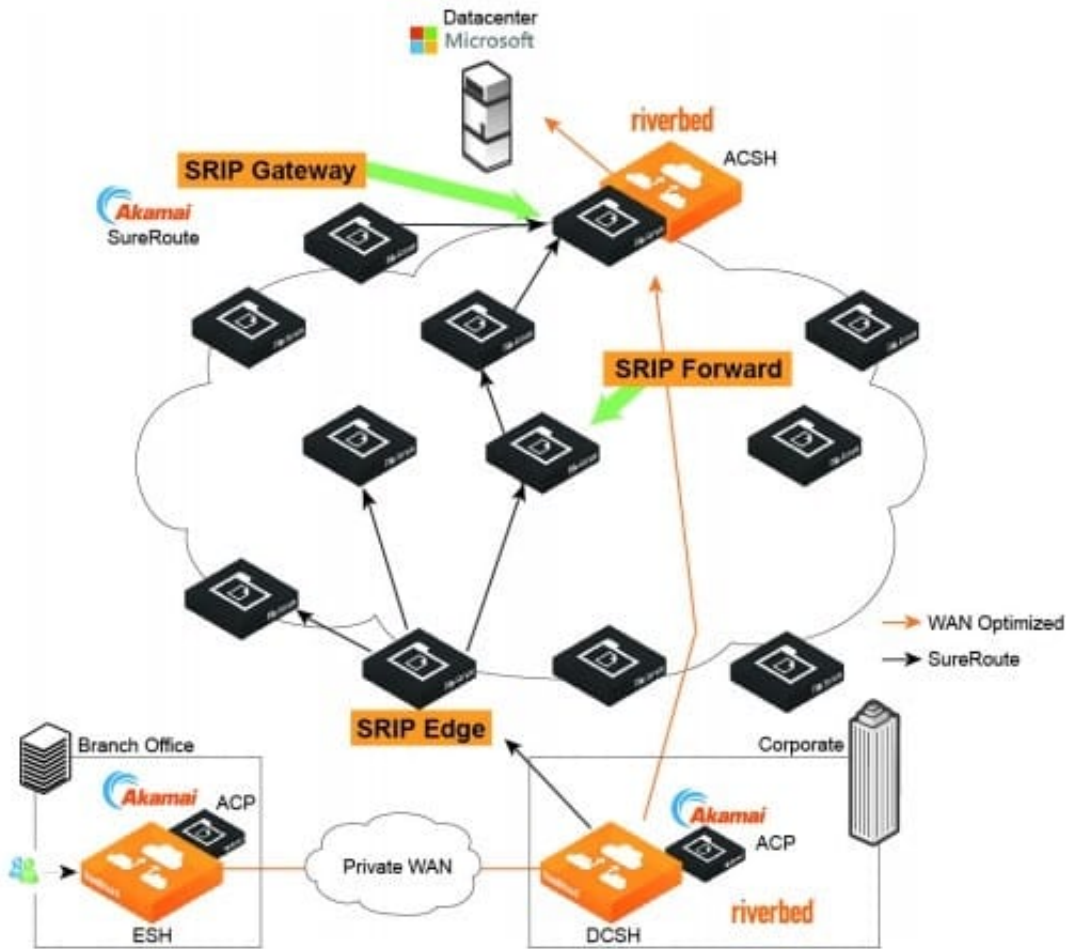 Datacenter
Microsoft
riverbed
ACSH
SRIP Gateway
Akamai
SureRoute
SRIP Forward
WAN Optimized
SureRoute
SRIP Edge
Branch Office
Corporate
Akamai
ACP
Akamai
ACP
Private WAN
riverbed
ESH
DCSH